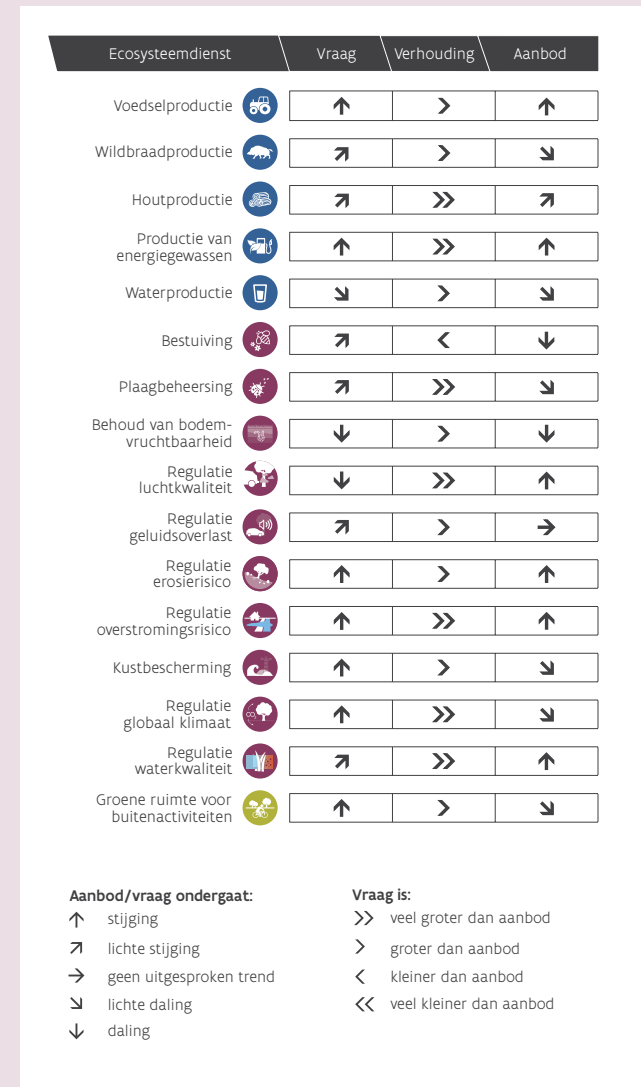 Ecosysteemdienst Vraag Verhouding Aanbod
Voedselproductie ↑ > ↑
Wildbraadproductie ↗ > ↘
Houtproductie ↗ >> ↗
Productie van
energiegewassen ↑ >> ↑
Waterproductie ↘ > ↘
Bestuiving ↗ < ↓
Plaagbeheersing ↗ >> ↘
Behoud van bodem-
vruchtbaarheid ↓ > ↓
Regulatie
luchtkwaliteit ↓ >> ↑
Regulatie
geluidsoverlast ↗ > →
Regulatie
erosierisico ↑ > ↑
Regulatie
overstromingsrisico ↑ >> ↑
Kustbescherming ↑ > ↘
Regulatie
globaal klimaat ↑ >> ↘
Regulatie
waterkwaliteit ↗ >> ↑
Groene ruimte voor
buitenactiviteiten ↑ > ↘
Aanbod/vraag ondergaat:
↑ stijging
↗ lichte stijging
→ geen uitgesproken trend
↘ lichte daling
↓ daling
Vraag is:
>> veel groter dan aanbod
> groter dan aanbod
< kleiner dan aanbod
<< veel kleiner dan aanbod